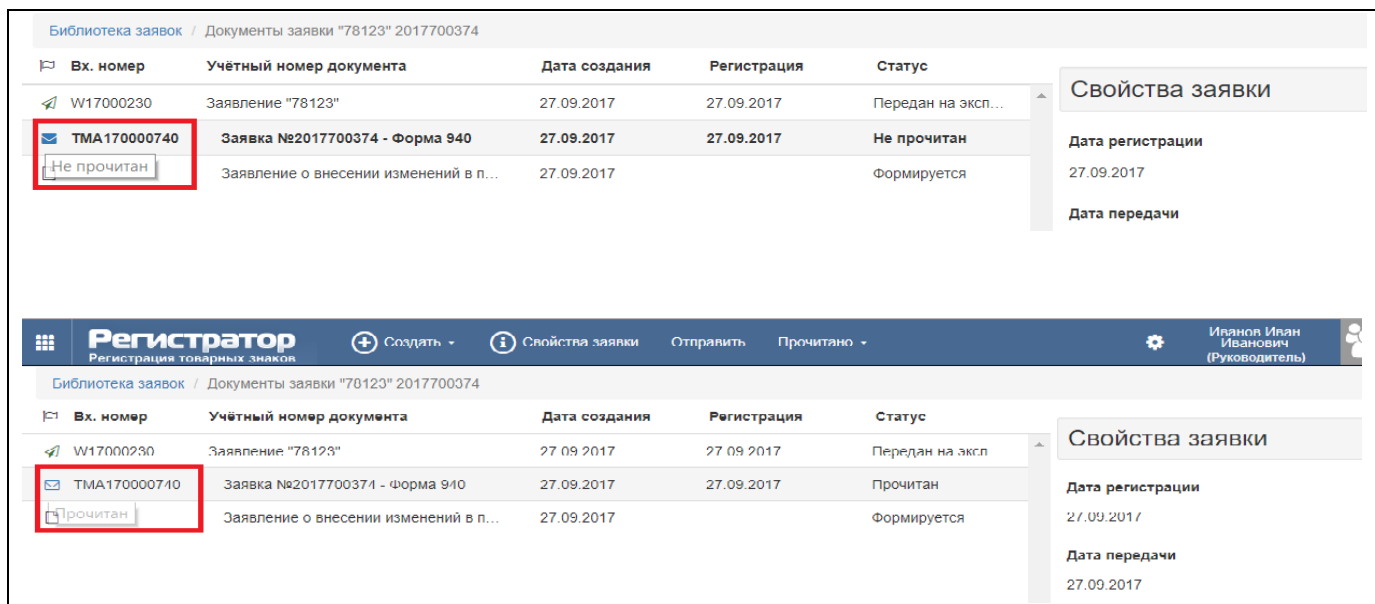 Библиотека заявок / Документы заявки "78123" 2017700374
Вх. номер Учётный номер документа Дата создания Регистрация Статус
Свойства заявки
W17000230 Заявление "78123" 27.09.2017 27.09.2017 Передан на эксп...
TMA170000740 Заявка №2017700374 - Форма 940 27.09.2017 27.09.2017 Не прочитан
Дата регистрации
Не прочитан
Заявление о внесении изменений в п... 27.09.2017 Формируется
27.09.2017
Дата передачи
Регистратор
Регистрация товарных знаков
Создать Свойства заявки Отправить Прочитано
Иванов Иван
Иванович
(Руководитель)
Библиотека заявок / Документы заявки "78123" 2017700374
Вх. номер Учётный номер документа Дата создания Регистрация Статус
Свойства заявки
W17000230 Заявление "78123" 27.09.2017 27.09.2017 Передан на эксп
TMA170000740 Заявка №2017700374 - Форма 940 27.09.2017 27.09.2017 Прочитан
Дата регистрации
Прочитан
Заявление о внесении изменений в п... 27.09.2017 Формируется
27.09.2017
Дата передачи
27.09.2017